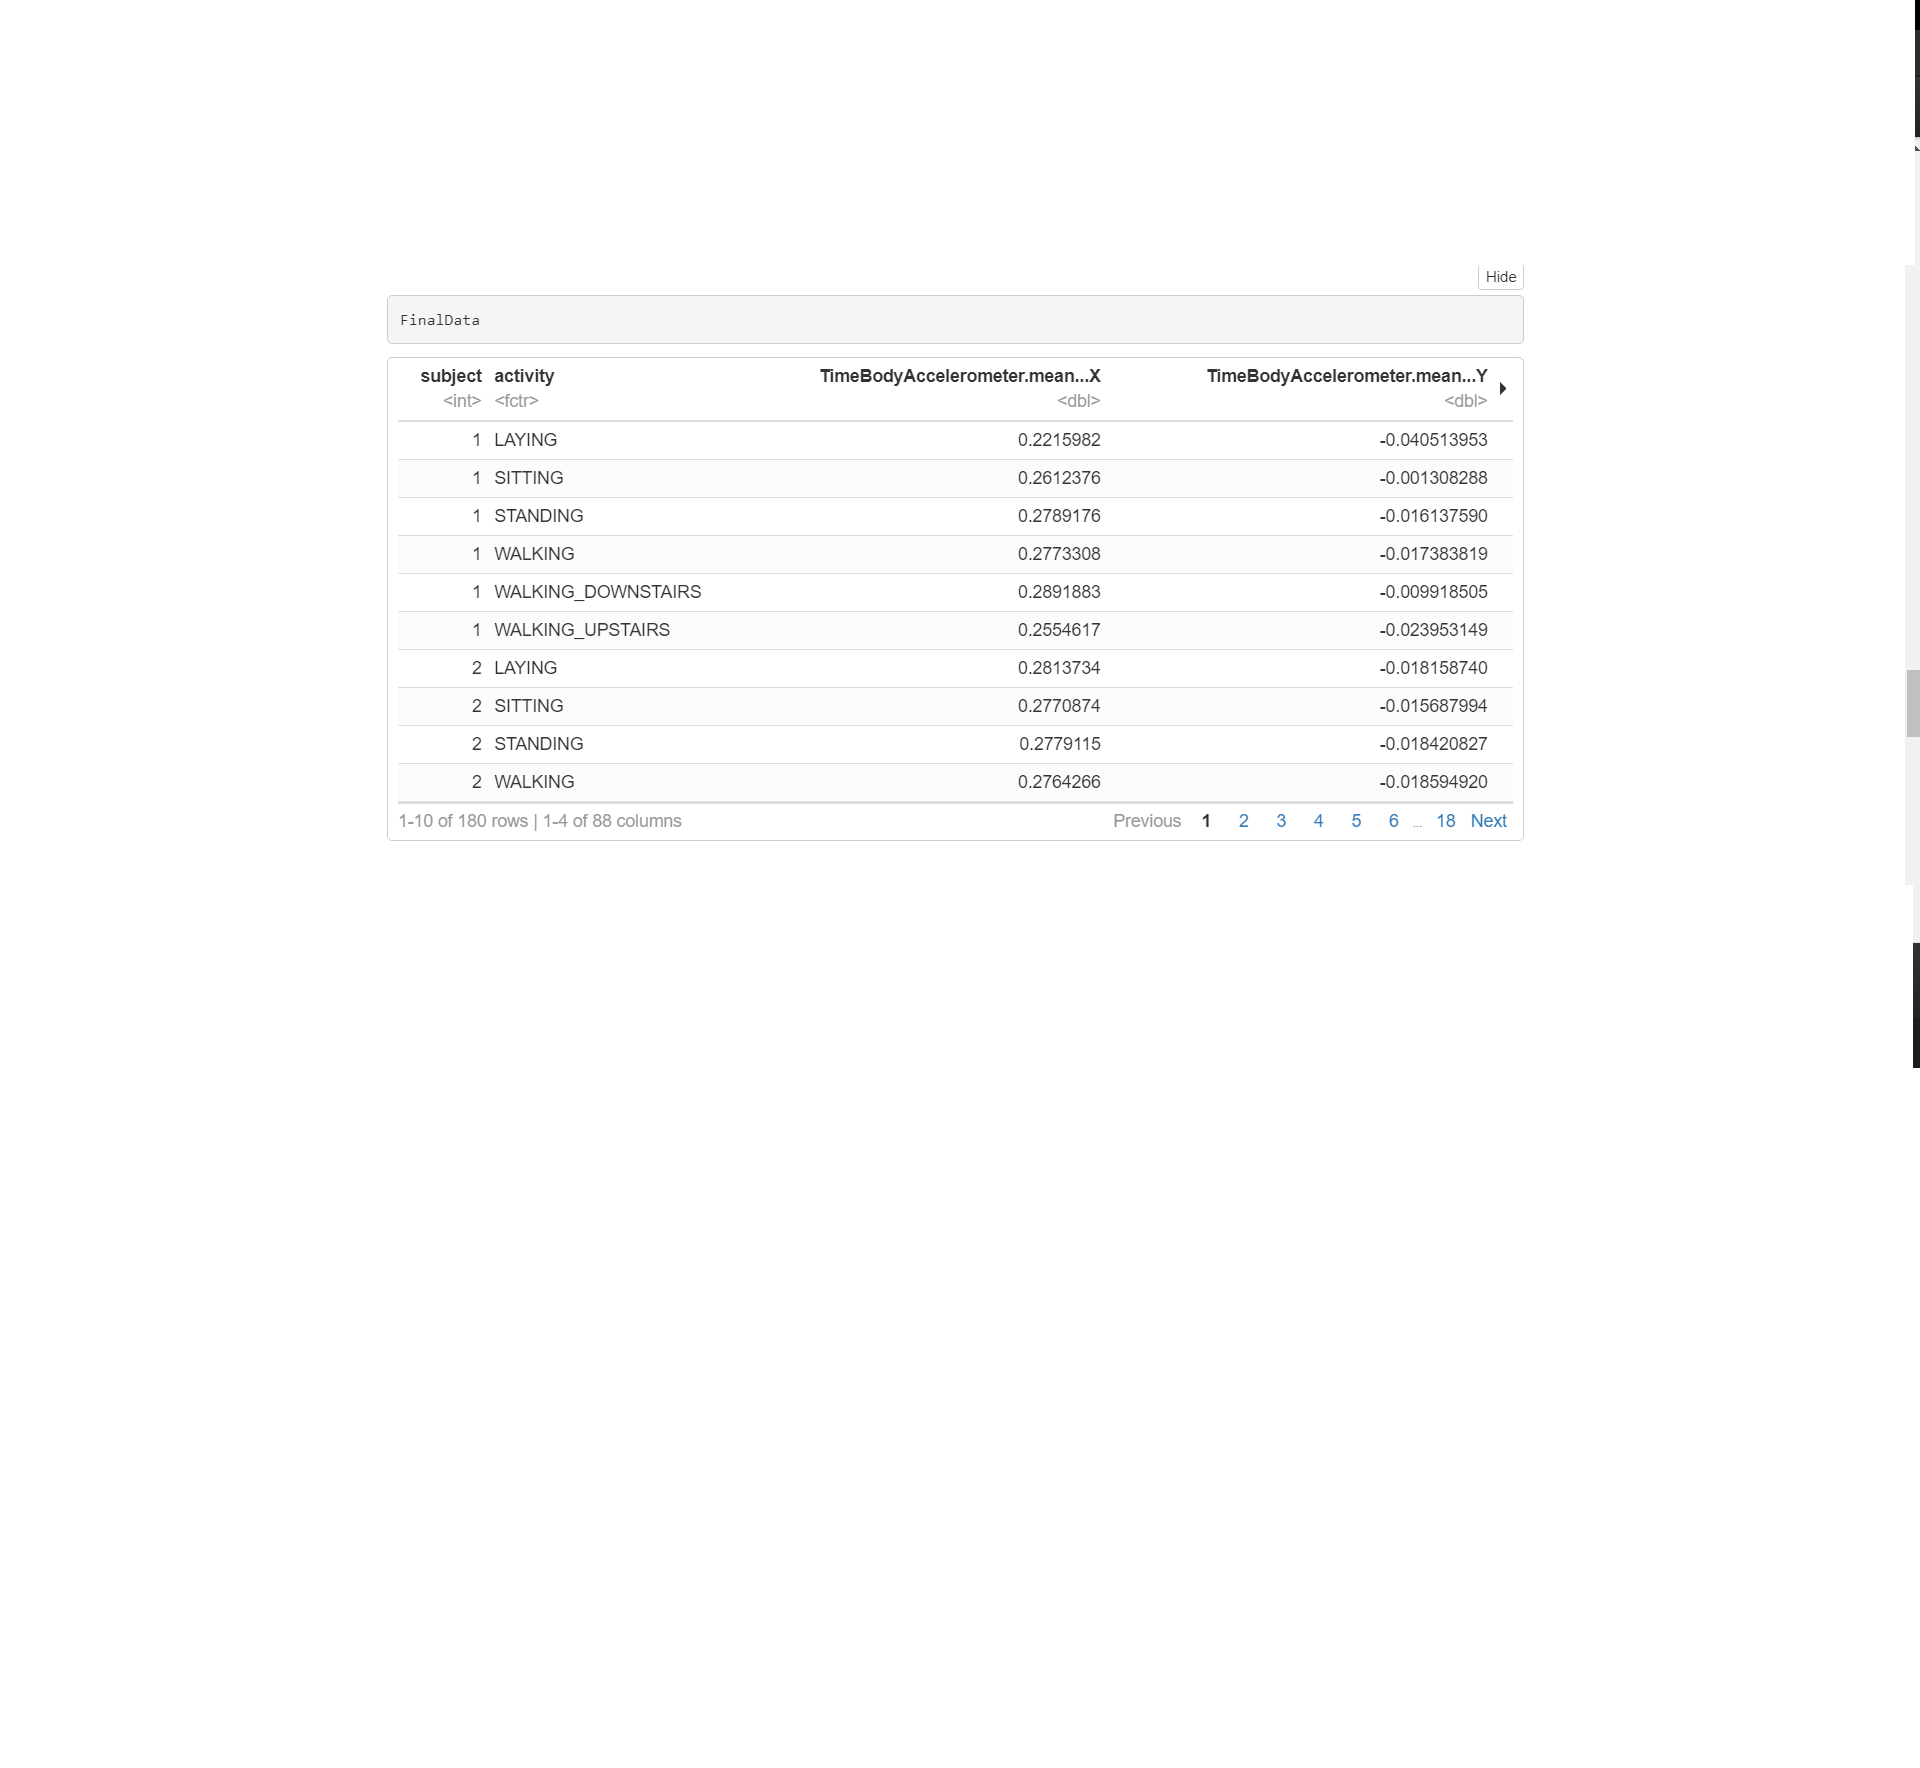 Hide
FinalData
subject activity TimeBodyAccelerometer.mean...X TimeBodyAccelerometer.mean...Y
<int> <fctr> <dbl> <dbl>
1 LAYING 0.2215982 -0.040513953
1 SITTING 0.2612376 -0.001308288
1 STANDING 0.2789176 -0.016137590
1 WALKING 0.2773308 -0.017383819
1 WALKING_DOWNSTAIRS 0.2891883 -0.009918505
1 WALKING_UPSTAIRS 0.2554617 -0.023953149
2 LAYING 0.2813734 -0.018158740
2 SITTING 0.2770874 -0.015687994
2 STANDING 0.2779115 -0.018420827
2 WALKING 0.2764266 -0.018594920
1-10 of 180 rows | 1-4 of 88 columns Previous 1 2 3 4 5 6 ... 18 Next